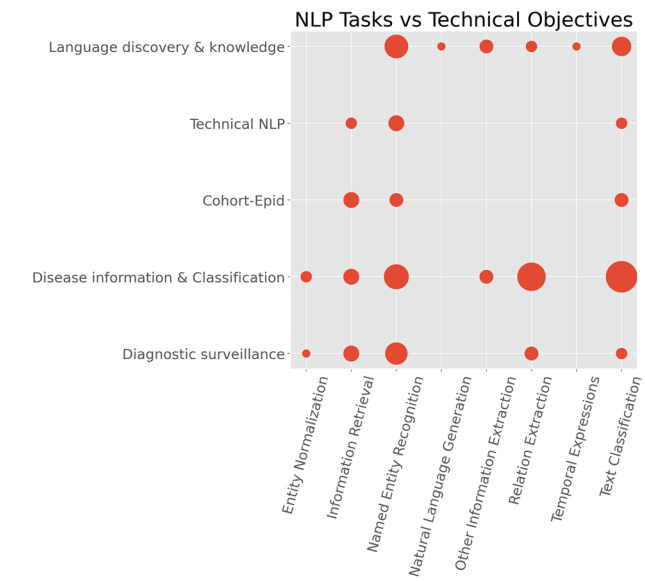 NLP Tasks vs Technical Objectives
Language discovery & knowledge
Technical NLP
Cohort-Epid
Disease information & Classification
Diagnostic surveillance
Entity Normalization
Information Retrieval
Named Entity Recognition
Natural Language Generation
Other Information Extraction
Relation Extraction
Temporal Expressions
Text Classification